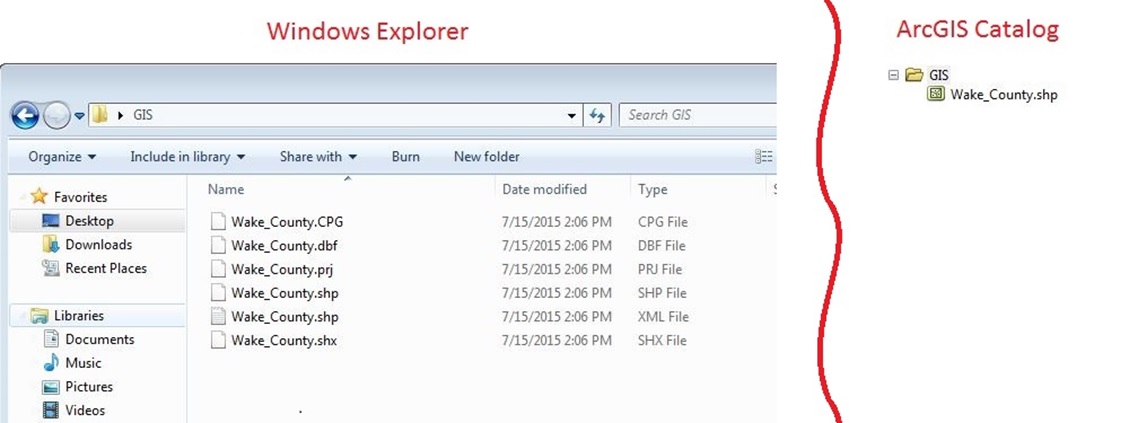 Windows Explorer
ArcGIS Catalog
GIS
Search GIS
Organize
Include in library
Share with
Burn
New folder
Favorites
Desktop
Downloads
Recent Places
Libraries
Documents
Music
Pictures
Videos
Name Date modified Type
Wake_County.CPG 7/15/2015 2:06 PM CPG File
Wake_County.dbf 7/15/2015 2:06 PM DBF File
Wake_County.prj 7/15/2015 2:06 PM PRJ File
Wake_County.shp 7/15/2015 2:06 PM SHP File
Wake_County.shp 7/15/2015 2:06 PM XML File
Wake_County.shx 7/15/2015 2:06 PM SHX File
GIS
Wake_County.shp